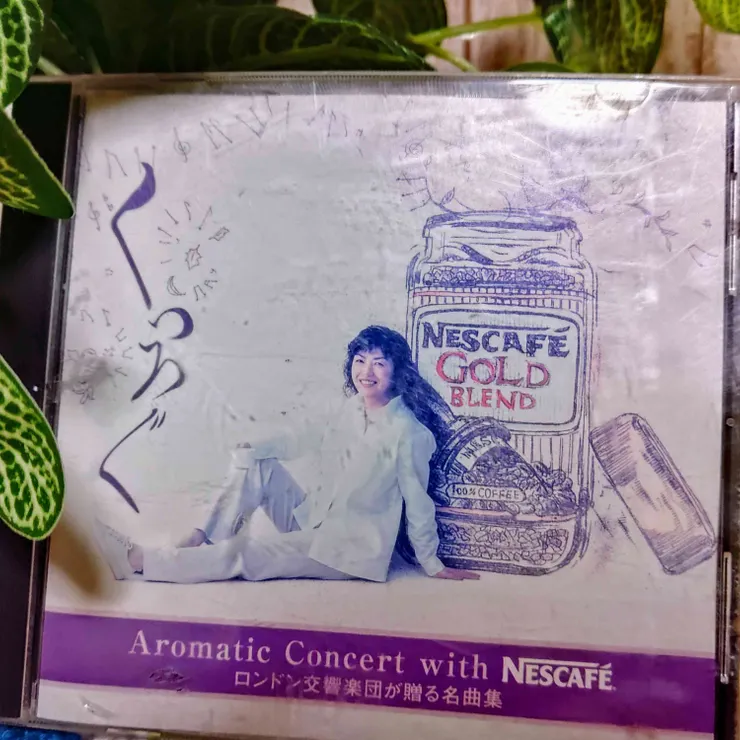 くつろぐ
NESCAFÉ
GOLD
BLEND
100% COFFEE
Aromatic Concert with NESCAFÉ
ロンドン交響楽団が贈る名曲集